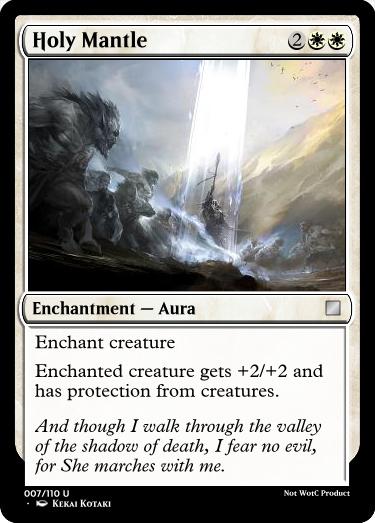 Holy Mantle 2
Enchantment — Aura
Enchant creature
Enchanted creature gets +2/+2 and
has protection from creatures.
And though I walk through the valley
of the shadow of death, I fear no evil,
for She marches with me.
007/110 U
Not WotC Product
· Kekai Kotaki